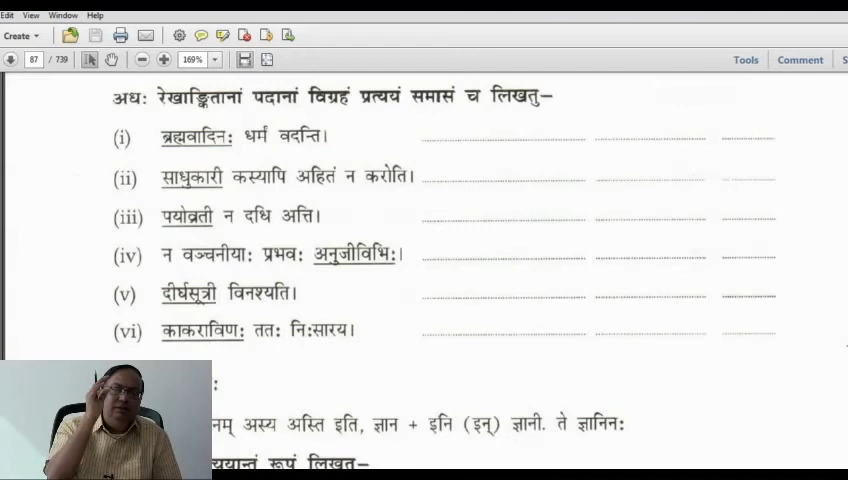 Edit View Window Help
Create
87 / 739 169% Tools Comment S
अधः रेखाङ्कितानां पदानां विग्रहं प्रत्ययं समासं च लिखतु–
(i) ब्रह्मवादिनः धर्मं वदन्ति।
(ii) साधुकारी कस्यापि अहितं न करोति।
(iii) पयोव्रती न दधि अत्ति।
(iv) न वञ्चनीयाः प्रभवः अनुजीविभिः।
(v) दीर्घसूत्री विनश्यति।
(vi) काकराविणः ततः निःसारय।
नम् अस्य अस्ति इति, ज्ञान + इनि (इन्) ज्ञानी. ते ज्ञानिनः
रूपं लिखत–